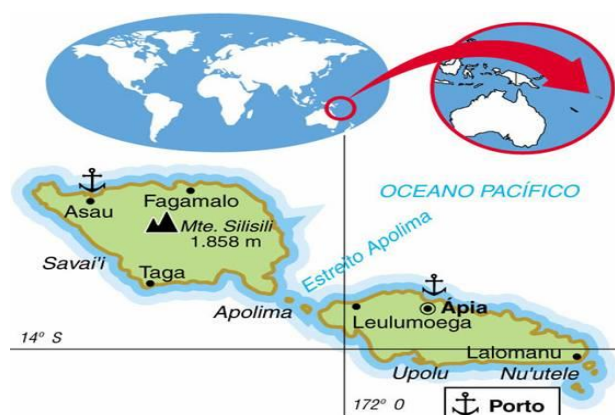 OCEANO PACÍFICO
Asau
Fagamalo
Mte. Silisili
1.858 m
Savai'i
Taga
Apolima
Estreito Apolima
Leulumoega
Ápia
14° S
Lalomanu
Upolu
Nu'utele
172° O
Porto